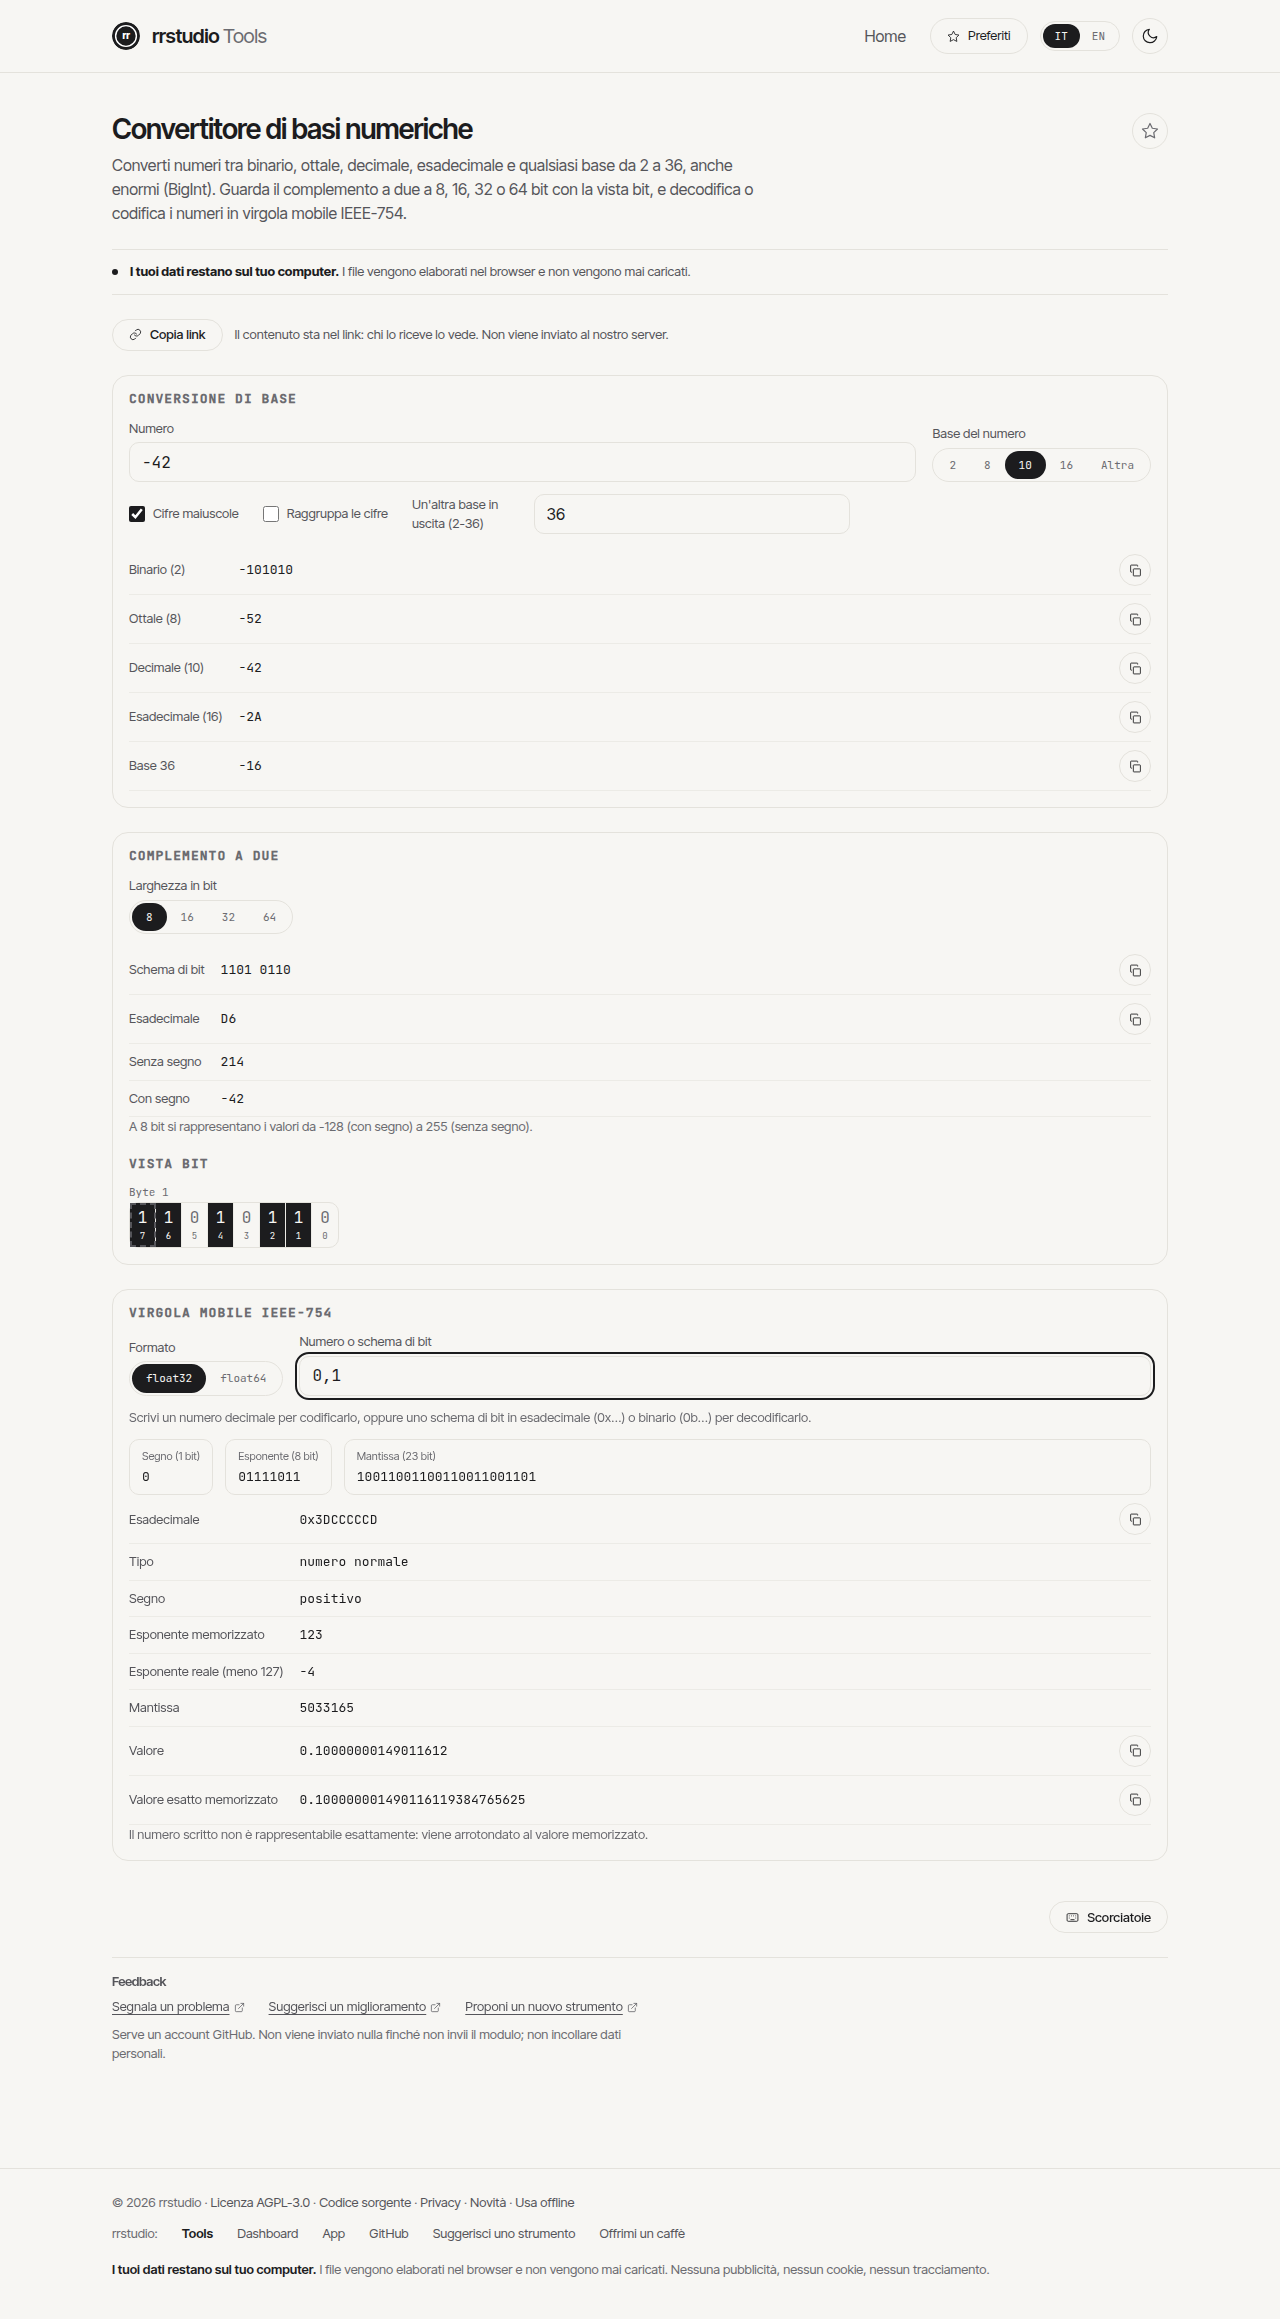 rr rrstudio Tools
Home
Preferiti
IT EN
Convertitore di basi numeriche
Converti numeri tra binario, ottale, decimale, esadecimale e qualsiasi base da 2 a 36, anche
enormi (BigInt). Guarda il complemento a due a 8, 16, 32 o 64 bit con la vista bit, e decodifica o
codifica i numeri in virgola mobile IEEE-754.
I tuoi dati restano sul tuo computer. I file vengono elaborati nel browser e non vengono mai caricati.
Copia link
Il contenuto sta nel link: chi lo riceve lo vede. Non viene inviato al nostro server.
CONVERSIONE DI BASE
Numero
-42
Base del numero
2 8 10 16 Altra
Cifre maiuscole
Raggruppa le cifre
Un'altra base in
uscita (2-36)
36
Binario (2) -101010
Ottale (8) -52
Decimale (10) -42
Esadecimale (16) -2A
Base 36 -16
COMPLEMENTO A DUE
Larghezza in bit
8 16 32 64
Schema di bit 1101 0110
Esadecimale D6
Senza segno 214
Con segno -42
A 8 bit si rappresentano i valori da -128 (con segno) a 255 (senza segno).
VISTA BIT
Byte 1
1 1 0 1 0 1 1 0
7 6 5 4 3 2 1 0
VIRGOLA MOBILE IEEE-754
Formato
float32 float64
Numero o schema di bit
0,1
Scrivi un numero decimale per codificarlo, oppure uno schema di bit in esadecimale (0x...) o binario (0b...) per decodificarlo.
Segno (1 bit)
0
Esponente (8 bit)
01111011
Mantissa (23 bit)
10011001100110011001101
Esadecimale 0x3DCCCCCD
Tipo numero normale
Segno positivo
Esponente memorizzato 123
Esponente reale (meno 127) -4
Mantissa 5033165
Valore 0.10000000149011612
Valore esatto memorizzato 0.100000001490116119384765625
Il numero scritto non è rappresentabile esattamente: viene arrotondato al valore memorizzato.
Scorciatoie
Feedback
Segnala un problema
Suggerisci un miglioramento
Proponi un nuovo strumento
Serve un account GitHub. Non viene inviato nulla finché non invii il modulo; non incollare dati
personali.
© 2026 rrstudio · Licenza AGPL-3.0 · Codice sorgente · Privacy · Novità · Usa offline
rrstudio: Tools Dashboard App GitHub Suggerisci uno strumento Offrimi un caffè
I tuoi dati restano sul tuo computer. I file vengono elaborati nel browser e non vengono mai caricati. Nessuna pubblicità, nessun cookie, nessun tracciamento.